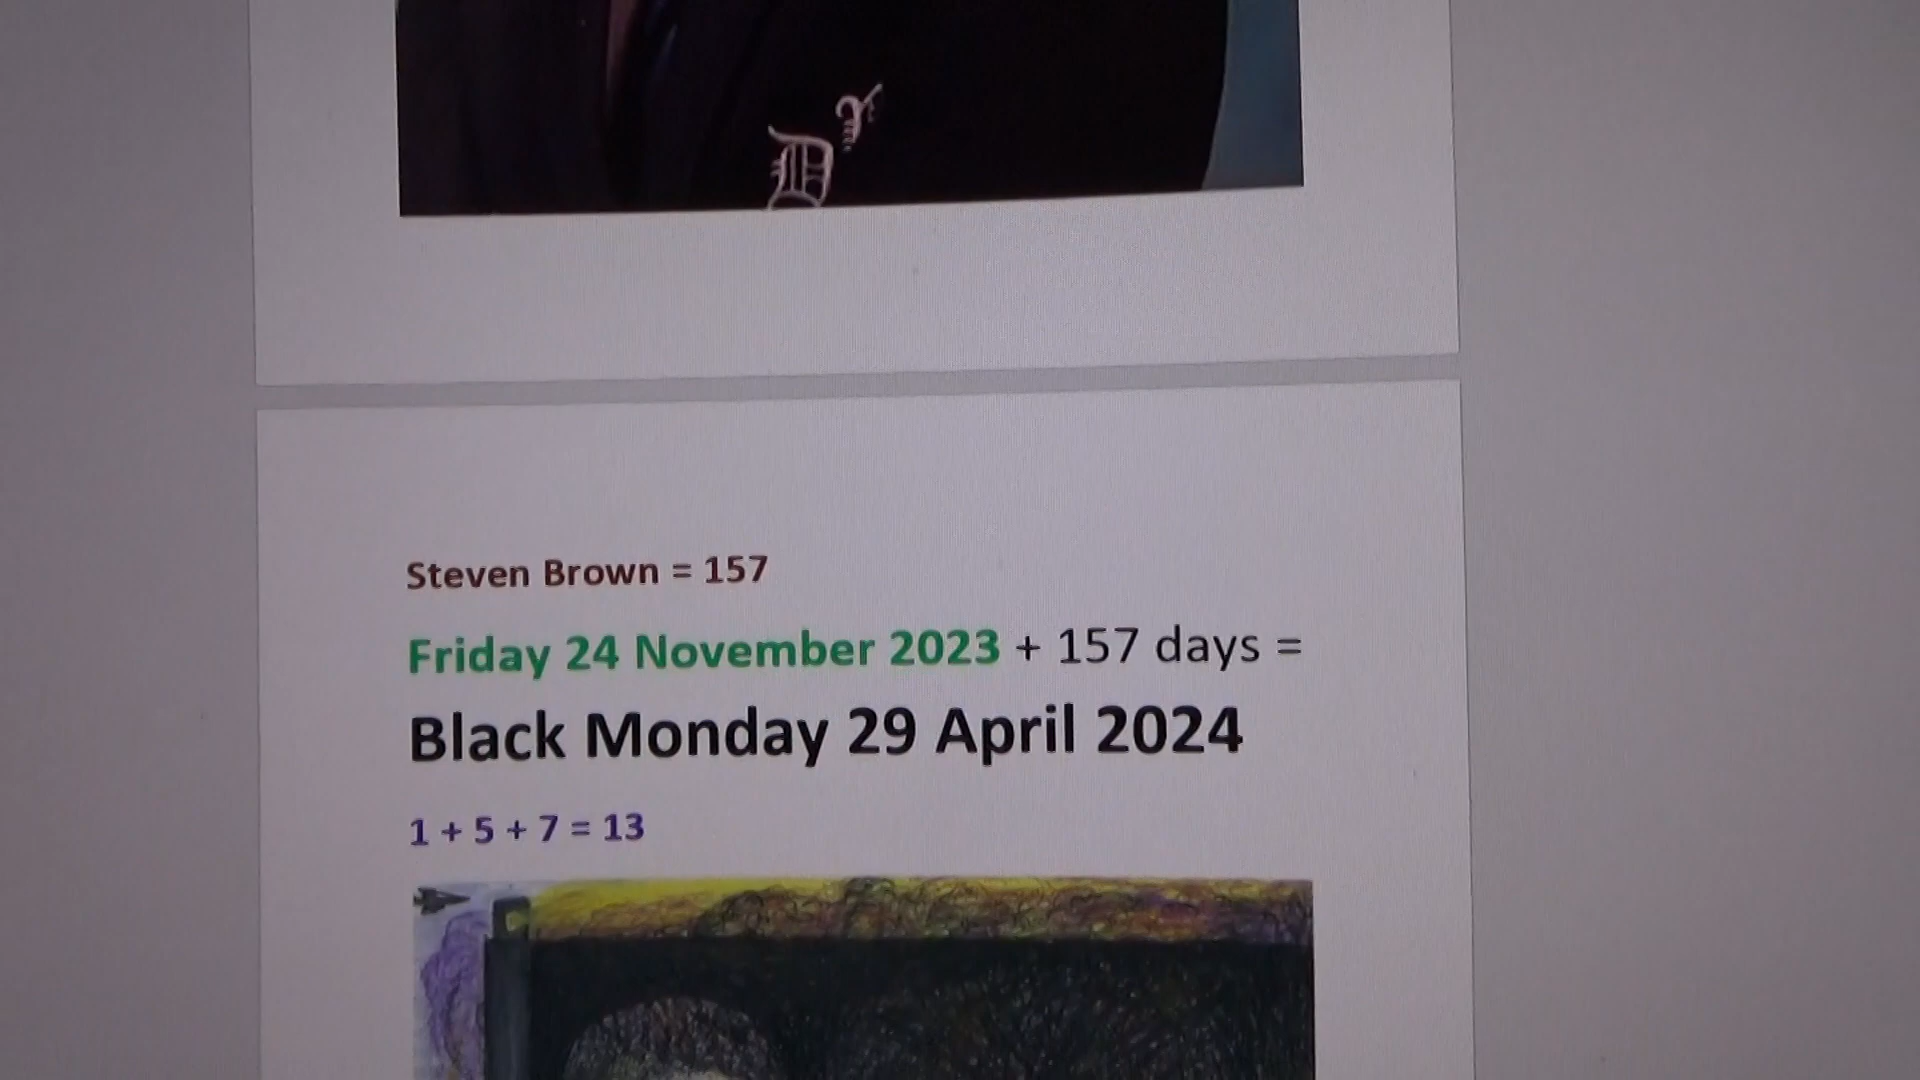 Steven Brown = 157
Friday 24 November 2023 + 157 days =
Black Monday 29 April 2024
1 + 5 + 7 = 13